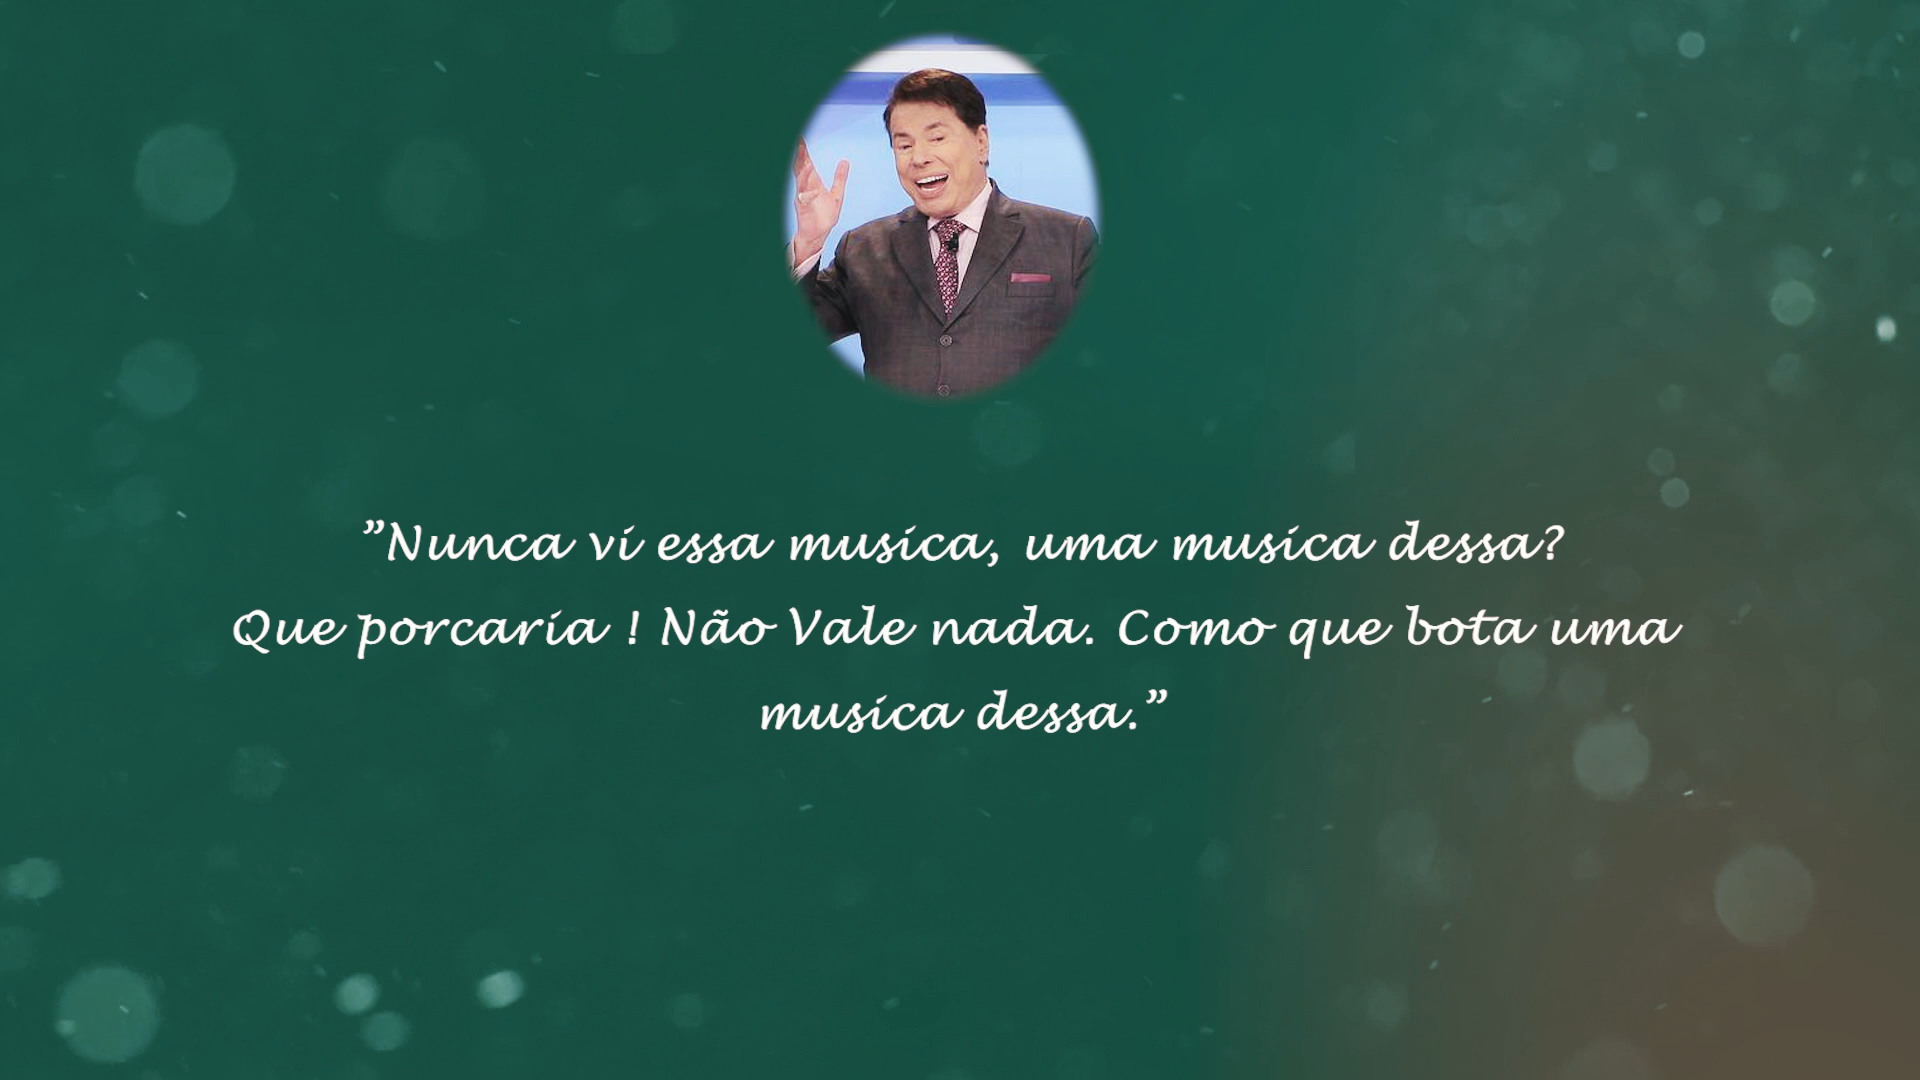 ”Nunca vi essa musica, uma musica dessa?
Que porcaria ! Não Vale nada. Como que bota uma
musica dessa.”